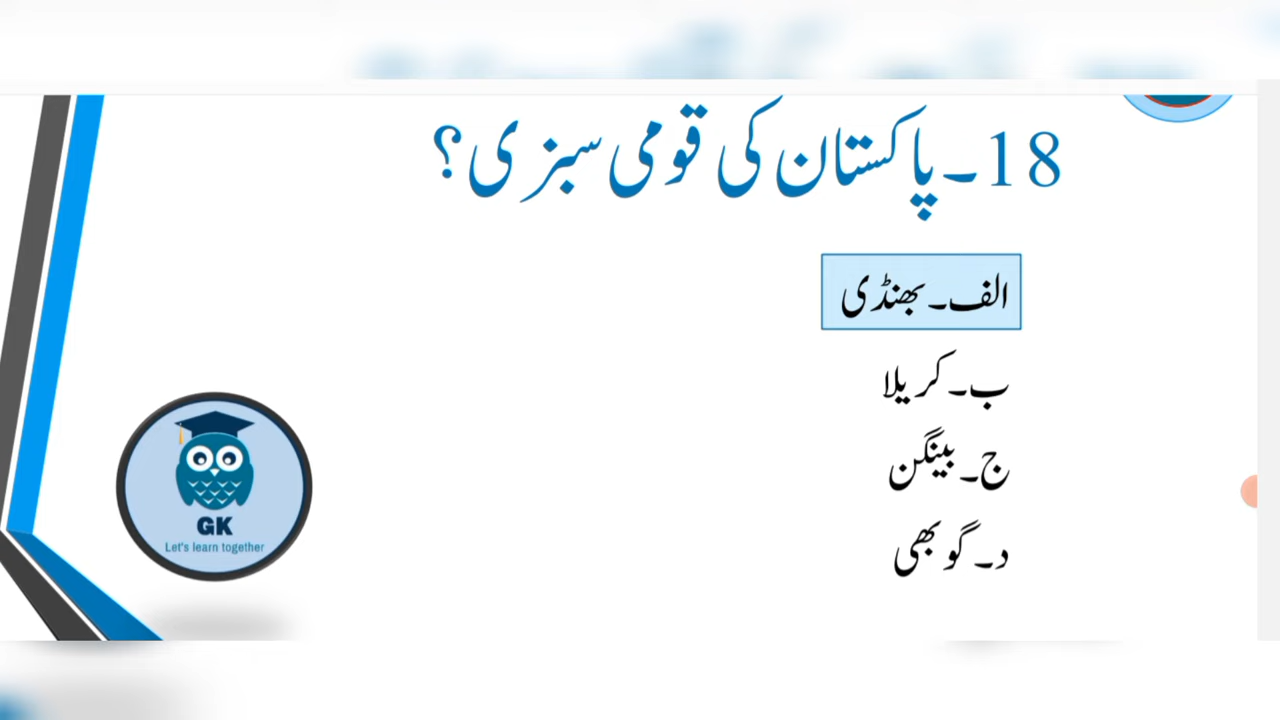 18۔پاکستان کی قومی سبزی؟
الف۔بھنڈی
ب۔کریلا
ج۔بینگن
د۔گوبھی
GK
Let's learn together